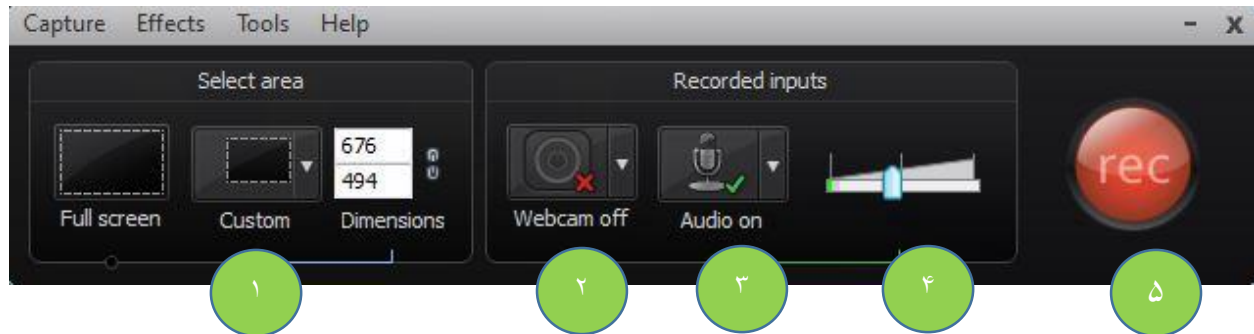 Capture Effects Tools Help
Select area
Recorded inputs
676
494
Full screen Custom Dimensions
Webcam off Audio on
rec
۱ ۲ ۳ ۴ ۵